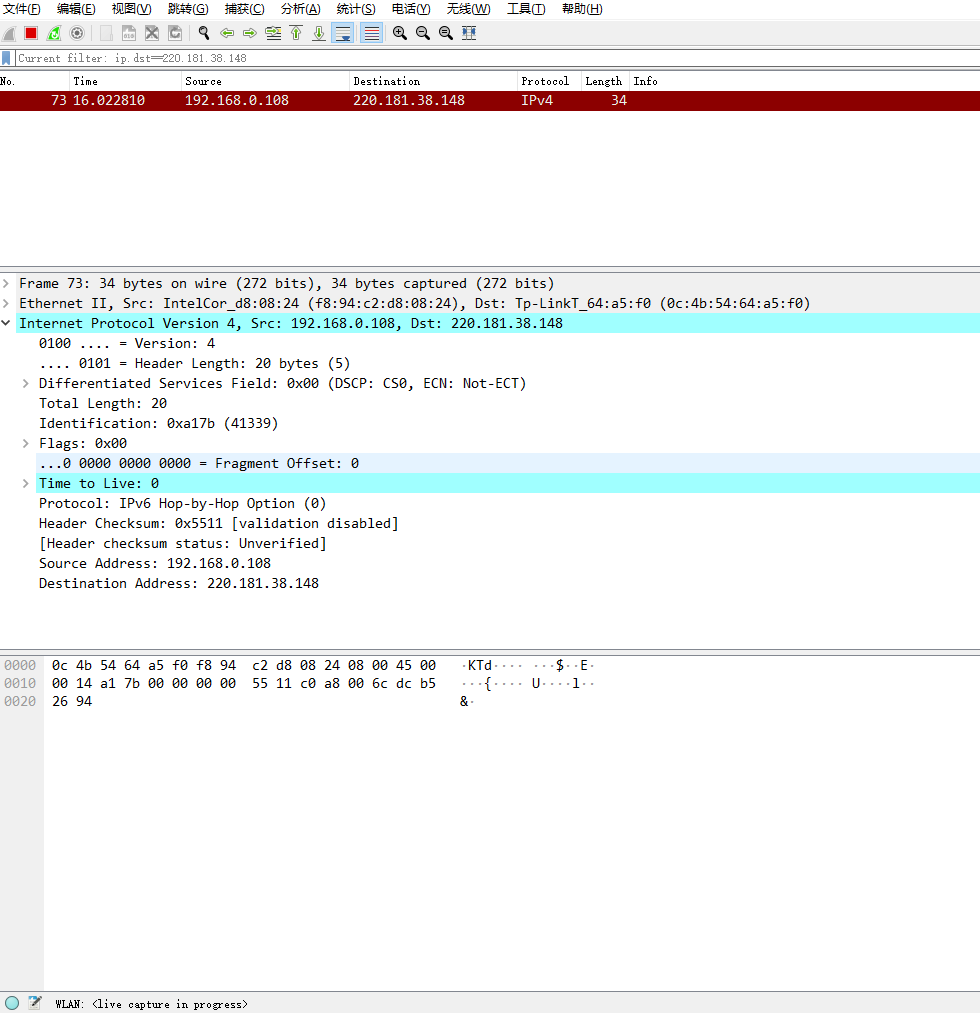 文件(F) 编辑(E) 视图(V) 跳转(G) 捕获(C) 分析(A) 统计(S) 电话(Y) 无线(W) 工具(T) 帮助(H)
Current filter: ip.dst==220.181.38.148
No. Time Source Destination Protocol Length Info
73 16.022810 192.168.0.108 220.181.38.148 IPv4 34
Frame 73: 34 bytes on wire (272 bits), 34 bytes captured (272 bits)
Ethernet II, Src: IntelCor_d8:08:24 (f8:94:c2:d8:08:24), Dst: Tp-LinkT_64:a5:f0 (0c:4b:54:64:a5:f0)
Internet Protocol Version 4, Src: 192.168.0.108, Dst: 220.181.38.148
0100 .... = Version: 4
.... 0101 = Header Length: 20 bytes (5)
Differentiated Services Field: 0x00 (DSCP: CS0, ECN: Not-ECT)
Total Length: 20
Identification: 0xa17b (41339)
Flags: 0x00
...0 0000 0000 0000 = Fragment Offset: 0
Time to Live: 0
Protocol: IPv6 Hop-by-Hop Option (0)
Header Checksum: 0x5511 [validation disabled]
[Header checksum status: Unverified]
Source Address: 192.168.0.108
Destination Address: 220.181.38.148
0000 0c 4b 54 64 a5 f0 f8 94 c2 d8 08 24 08 00 45 00 ·KTd···· ···$··E·
0010 00 14 a1 7b 00 00 00 00 55 11 c0 a8 00 6c dc b5 ···{···· U····l··
0020 26 94 &·
WLAN: <live capture in progress>